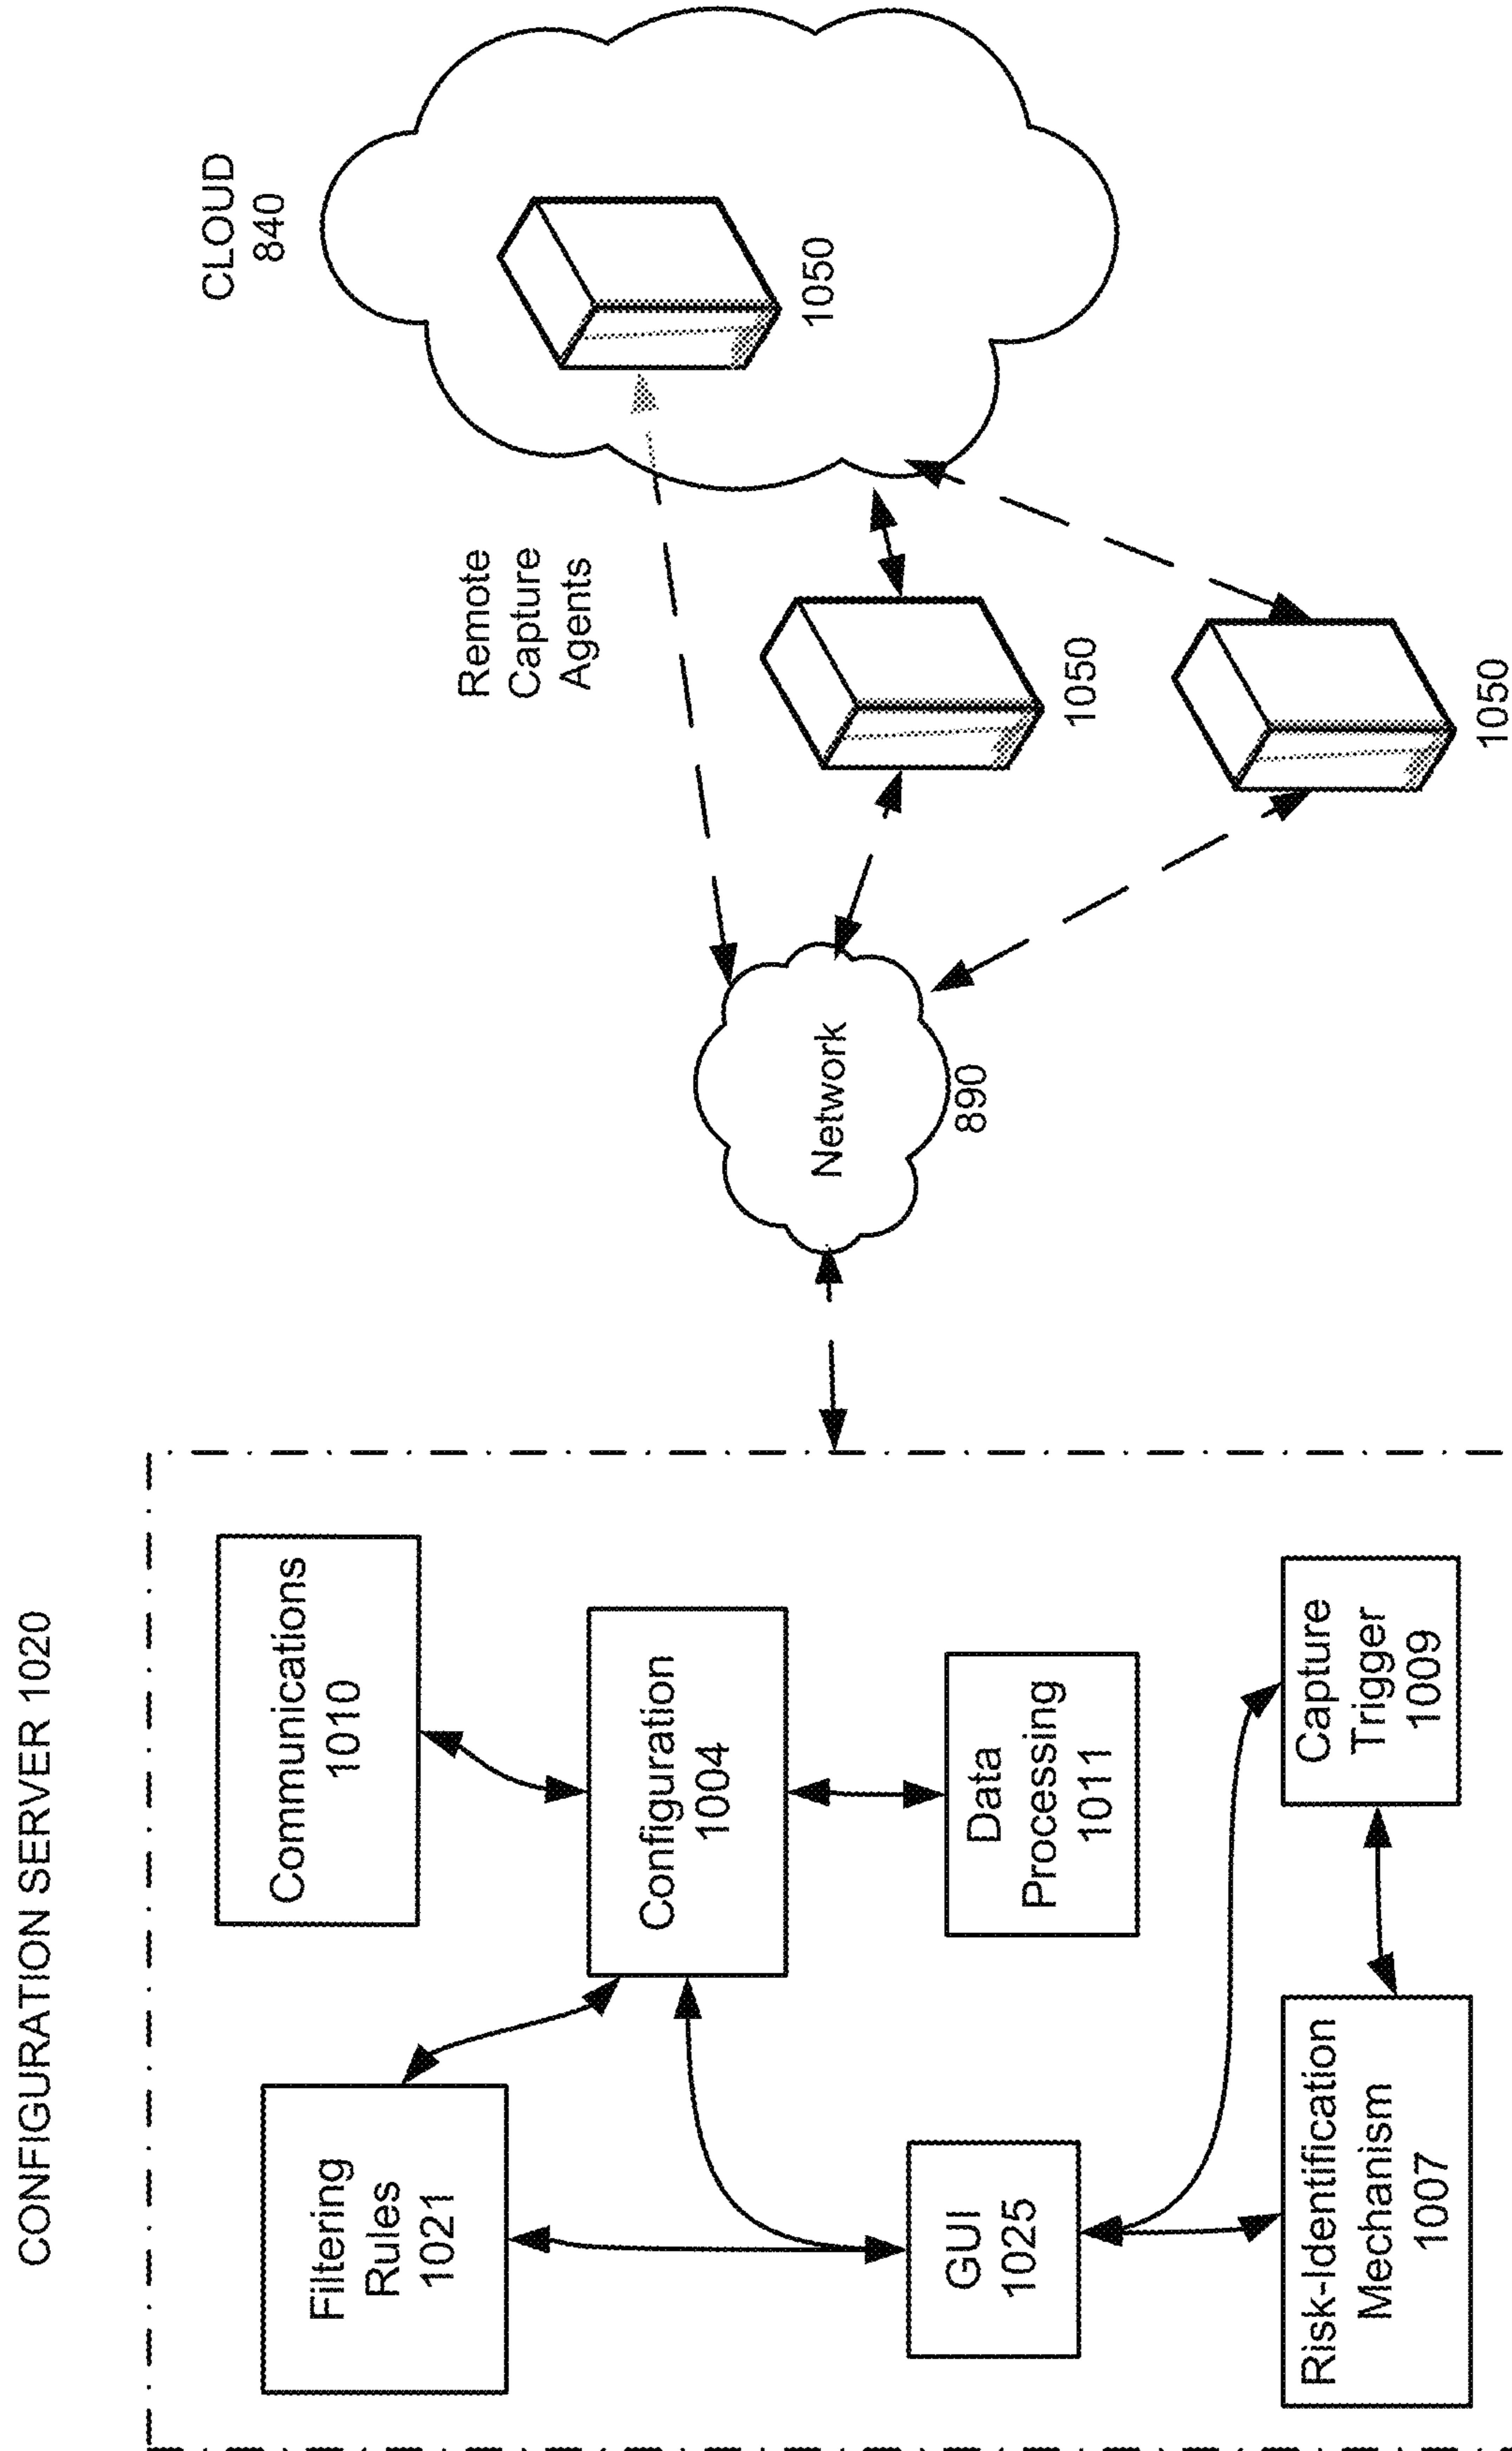 CONFIGURATION SERVER 1020
Filtering
Rules
1021
Communications
1010
Configuration
1004
GUI
1025
Data
Processing
1011
Risk-Identification
Mechanism
1007
Capture
Trigger
1009
Network
890
Remote
Capture
Agents
CLOUD
840
1050
1050
1050